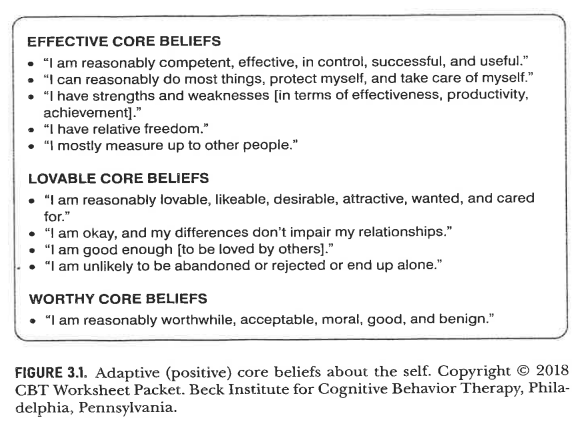 EFFECTIVE CORE BELIEFS
• “I am reasonably competent, effective, in control, successful, and useful.”
• “I can reasonably do most things, protect myself, and take care of myself.”
• “I have strengths and weaknesses [in terms of effectiveness, productivity,
achievement].”
• “I have relative freedom.”
• “I mostly measure up to other people.”
LOVABLE CORE BELIEFS
• “I am reasonably lovable, likeable, desirable, attractive, wanted, and cared
for.”
• “I am okay, and my differences don’t impair my relationships.”
• “I am good enough [to be loved by others].”
• “I am unlikely to be abandoned or rejected or end up alone.”
WORTHY CORE BELIEFS
• “I am reasonably worthwhile, acceptable, moral, good, and benign.”
FIGURE 3.1. Adaptive (positive) core beliefs about the self. Copyright © 2018
CBT Worksheet Packet. Beck Institute for Cognitive Behavior Therapy, Phila-
delphia, Pennsylvania.